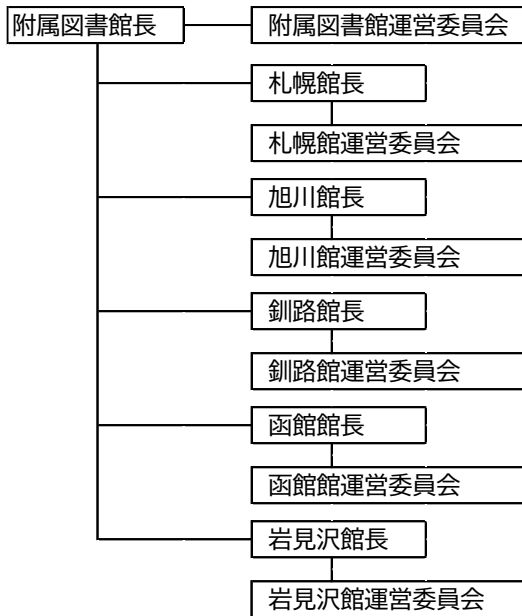 附属図書館長
附属図書館運営委員会
札幌館長
札幌館運営委員会
旭川館長
旭川館運営委員会
釧路館長
釧路館運営委員会
函館館長
函館館運営委員会
岩見沢館長
岩見沢館運営委員会